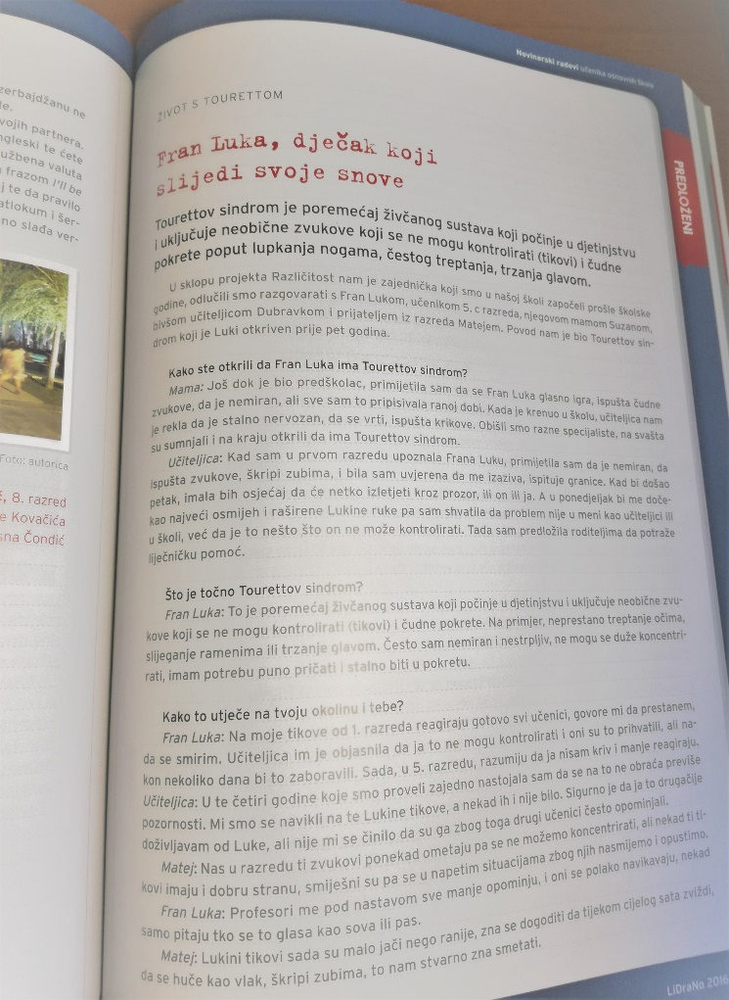 zerbajdžanu ne
le.
vojih partnera.
ngleski te ćete
užbena valuta
frazom I'll be
j te da pravilo
atlokum i šer-
no slađa ver-
Foto: autorica
, 8. razred
e Kovačića
sna Čondić
Novinarski radovi učenika osnovnih škola
PREDLOŽENI
ŽIVOT S TOURETTOM
Fran Luka, dječak koji
slijedi svoje snove
Tourettov sindrom je poremećaj živčanog sustava koji počinje u djetinjstvu
i uključuje neobične zvukove koji se ne mogu kontrolirati (tikovi) i čudne
pokrete poput lupkanja nogama, čestog treptanja, trzanja glavom.
U sklopu projekta Različitost nam je zajednička koji smo u našoj školi započeli prošle školske
godine, odlučili smo razgovarati s Fran Lukom, učenikom 5. c razreda, njegovom mamom Suzanom,
bivšom učiteljicom Dubravkom i prijateljem iz razreda Matejem. Povod nam je bio Tourettov sin-
drom koji je Luki otkriven prije pet godina.
Kako ste otkrili da Fran Luka ima Tourettov sindrom?
Mama: Još dok je bio predškolac, primijetila sam da se Fran Luka glasno igra, ispušta čudne
zvukove, da je nemiran, ali sve sam to pripisivala ranoj dobi. Kada je krenuo u školu, učiteljica nam
je rekla da je stalno nervozan, da se vrti, ispušta krikove. Obišli smo razne specijaliste, na svašta
su sumnjali i na kraju otkrili da ima Tourettov sindrom.
Učiteljica: Kad sam u prvom razredu upoznala Frana Luku, primijetila sam da je nemiran, da
ispušta zvukove, škripi zubima, i bila sam uvjerena da me izaziva, ispituje granice. Kad bi došao
petak, imala bih osjećaj da će netko izletjeti kroz prozor, ili on ili ja. A u ponedjeljak bi me doče-
kao najveći osmijeh i raširene Lukine ruke pa sam shvatila da problem nije u meni kao učiteljici ili
u školi, već da je to nešto što on ne može kontrolirati. Tada sam predložila roditeljima da potraže
liječničku pomoć.
Što je točno Tourettov sindrom?
Fran Luka: To je poremećaj živčanog sustava koji počinje u djetinjstvu i uključuje neobične zvu-
kove koji se ne mogu kontrolirati (tikovi) i čudne pokrete. Na primjer, neprestano treptanje očima,
slijeganje ramenima ili trzanje glavom. Često sam nemiran i nestrpljiv, ne mogu se duže koncentri-
rati, imam potrebu puno pričati i stalno biti u pokretu.
Kako to utječe na tvoju okolinu i tebe?
Fran Luka: Na moje tikove od 1. razreda reagiraju gotovo svi učenici, govore mi da prestanem,
da se smirim. Učiteljica im je objasnila da ja to ne mogu kontrolirati i oni su to prihvatili, ali na-
kon nekoliko dana bi to zaboravili. Sada, u 5. razredu, razumiju da ja nisam kriv i manje reagiraju.
Učiteljica: U te četiri godine koje smo proveli zajedno nastojala sam da se na to ne obraća previše
pozornosti. Mi smo se navikli na te Lukine tikove, a nekad ih i nije bilo. Sigurno je da ja to drugačije
doživljavam od Luke, ali nije mi se činilo da su ga zbog toga drugi učenici često opominjali.
Matej: Nas u razredu ti zvukovi ponekad ometaju pa se ne možemo koncentrirati, ali nekad ti ti-
kovi imaju i dobru stranu, smiješni su pa se u napetim situacijama zbog njih nasmijemo i opustimo.
Fran Luka: Profesori me pod nastavom sve manje opominju, i oni se polako navikavaju, nekad
samo pitaju tko se to glasa kao sova ili pas.
Matej: Lukini tikovi sada su malo jači nego ranije, zna se dogoditi da tijekom cijelog sata zviždi,
da se huče kao vlak, škripi zubima, to nam stvarno zna smetati.
LiDraNo 2016